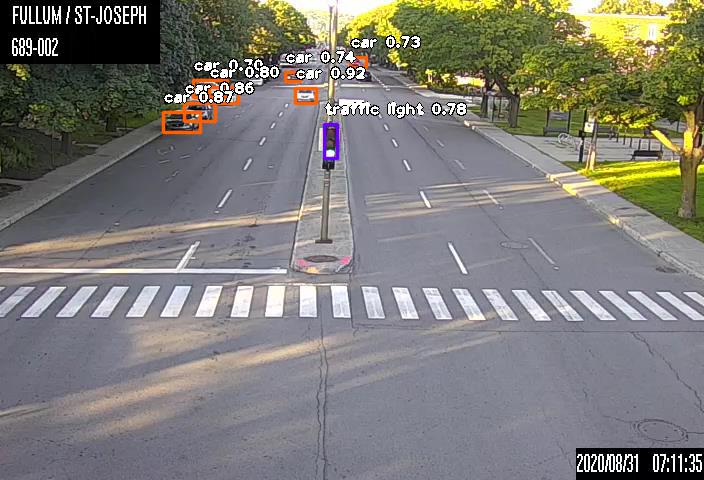 FULLUM / ST-JOSEPH
689-002
car 0.73
car 0.74
car 0.70
car 0.80
car 0.92
car 0.86
car 0.87
traffic light 0.78
2020/08/31 07:11:35